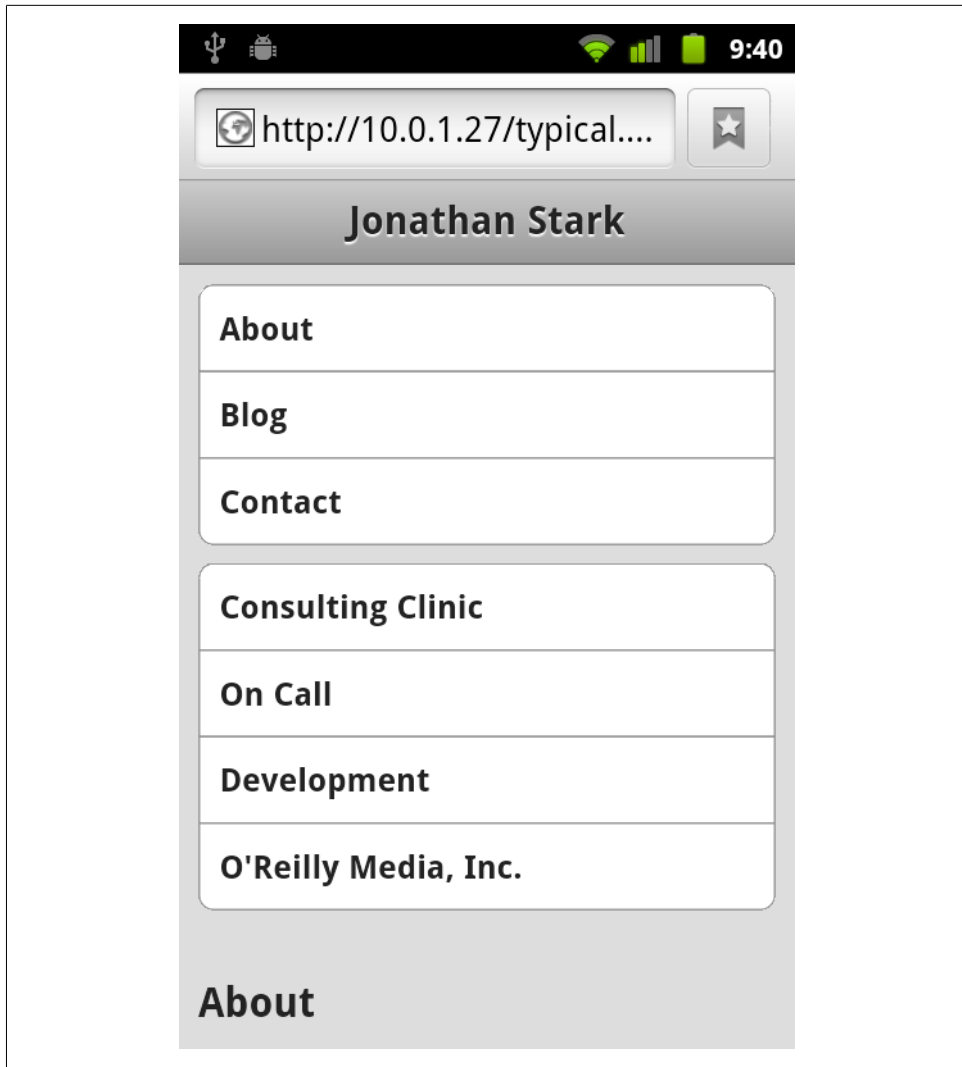 9:40
http://10.0.1.27/typical....
Jonathan Stark
About
Blog
Contact
Consulting Clinic
On Call
Development
O'Reilly Media, Inc.
About